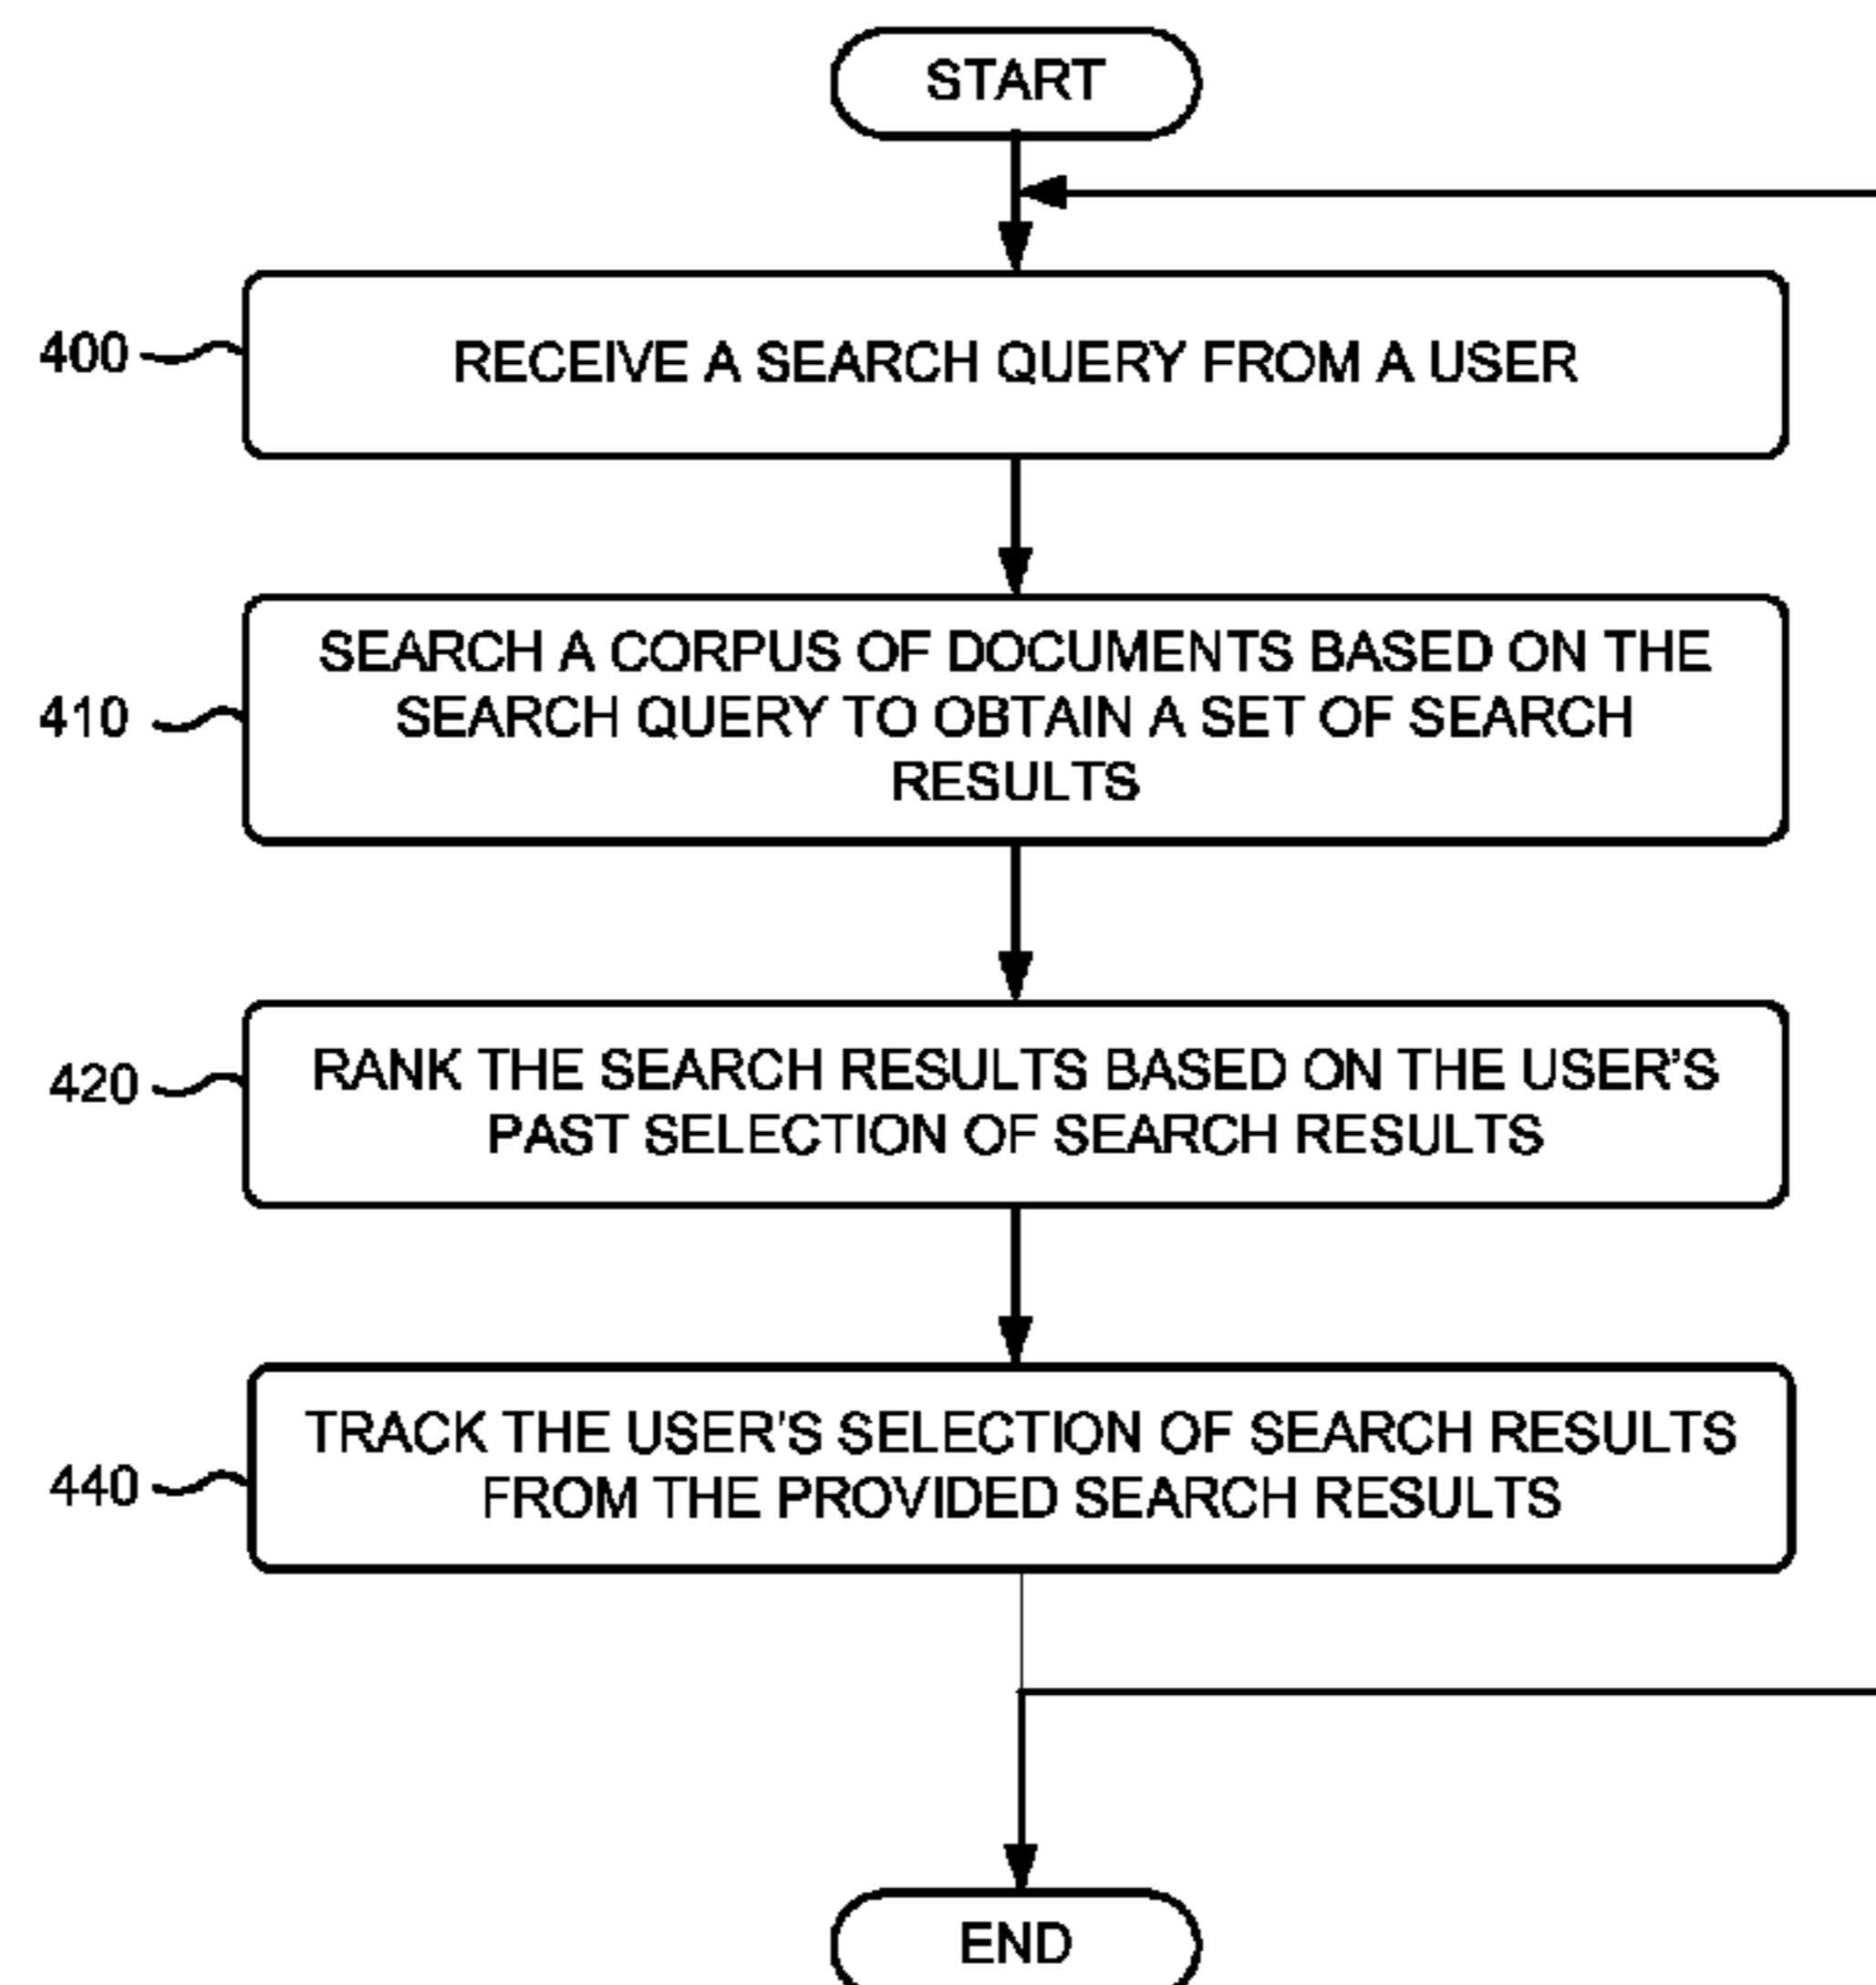 START
400
RECEIVE A SEARCH QUERY FROM A USER
410
SEARCH A CORPUS OF DOCUMENTS BASED ON THE
SEARCH QUERY TO OBTAIN A SET OF SEARCH
RESULTS
420
RANK THE SEARCH RESULTS BASED ON THE USER'S
PAST SELECTION OF SEARCH RESULTS
440
TRACK THE USER'S SELECTION OF SEARCH RESULTS
FROM THE PROVIDED SEARCH RESULTS
END